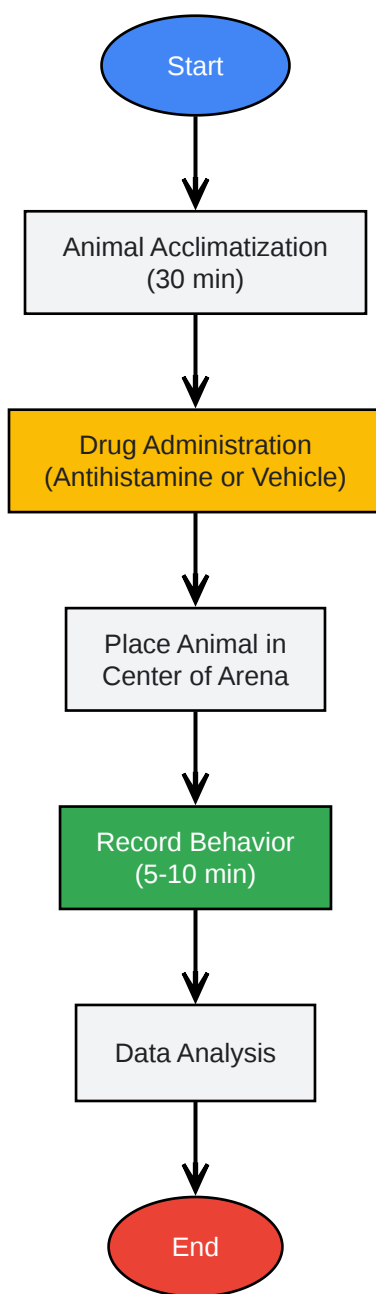 Start
Animal Acclimatization
(30 min)
Drug Administration
(Antihistamine or Vehicle)
Place Animal in
Center of Arena
Record Behavior
(5-10 min)
Data Analysis
End